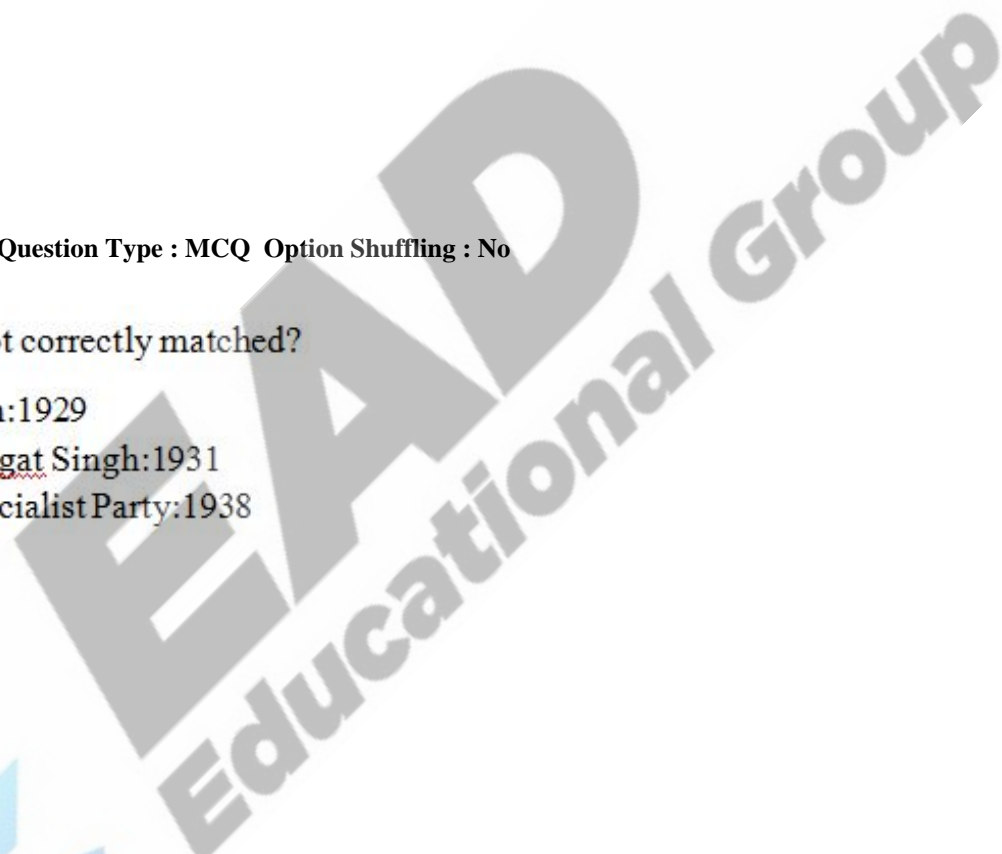 Question Type : MCQ Option Shuffling : No
t correctly matched?
:1929
gat Singh:1931
cialist Party:1938
EAD
Educational Group